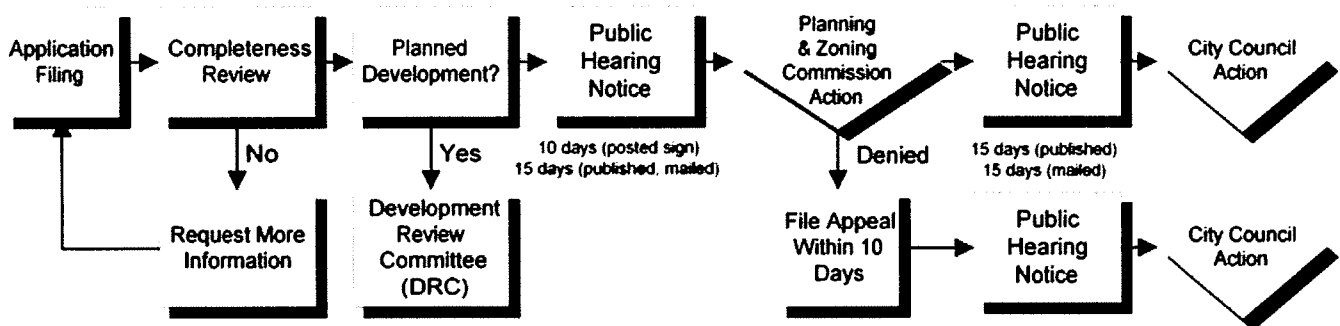 Application
Filing
Completeness
Review
Planned
Development?
Public
Hearing
Notice
Planning
& Zoning
Commission
Action
Public
Hearing
Notice
City Council
Action
No
Yes
10 days (posted sign)
15 days (published, mailed)
Denied
15 days (published)
15 days (mailed)
Request More
Information
Development
Review
Committee
(DRC)
File Appeal
Within 10
Days
Public
Hearing
Notice
City Council
Action